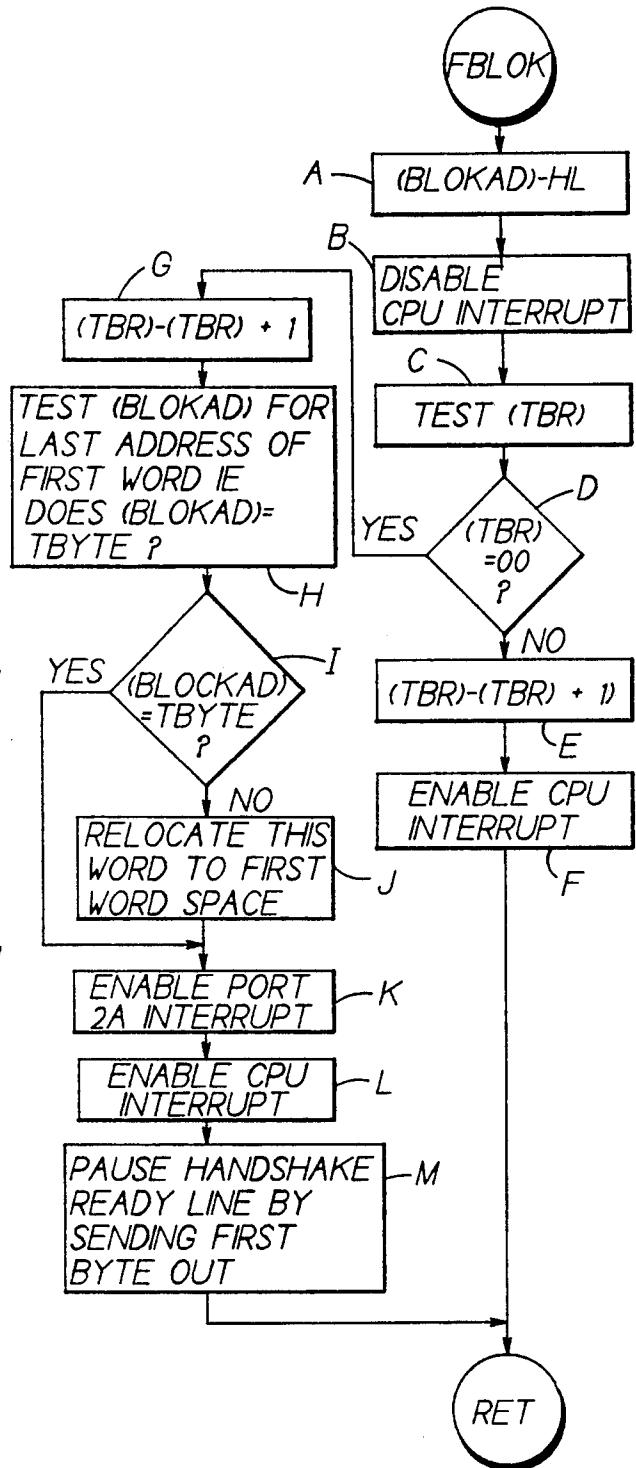 FBLOK
A
(BLOKAD)-HL
B
DISABLE
CPU INTERRUPT
C
TEST (TBR)
D
(TBR)
=00
?
YES
NO
(TBR)-(TBR) + 1)
E
ENABLE CPU
INTERRUPT
F
G
(TBR)-(TBR) + 1
TEST (BLOKAD) FOR
LAST ADDRESS OF
FIRST WORD IE
DOES (BLOKAD)=
TBYTE ?
H
I
YES
(BLOCKAD)
=TBYTE
?
NO
RELOCATE THIS
WORD TO FIRST
WORD SPACE
J
ENABLE PORT
2A INTERRUPT
K
ENABLE CPU
INTERRUPT
L
PAUSE HANDSHAKE
READY LINE BY
SENDING FIRST
BYTE OUT
M
RET